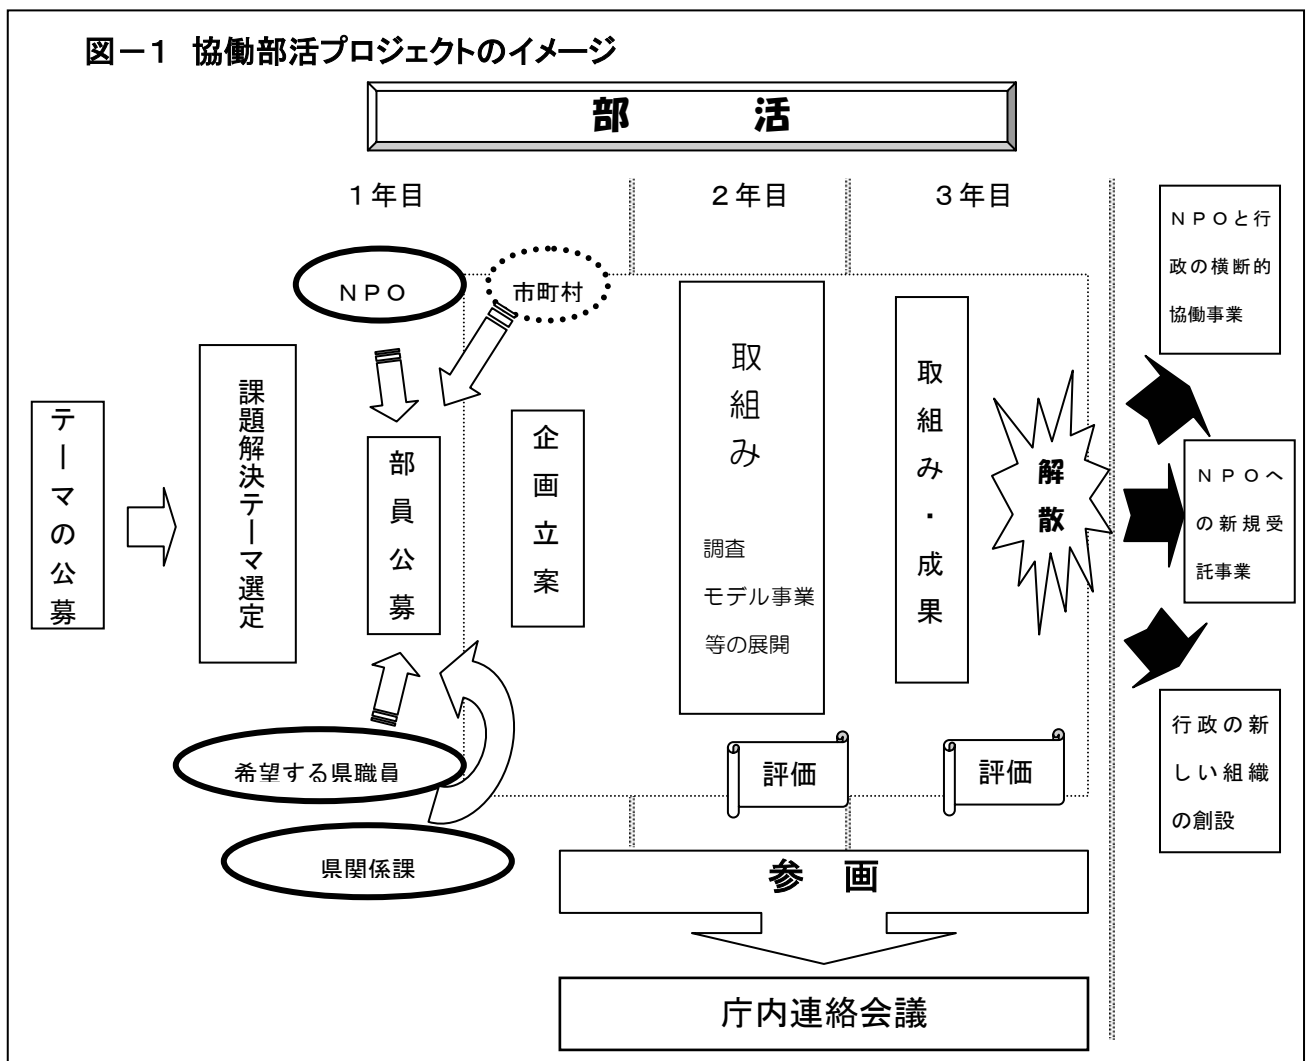 図－1 協働部活プロジェクトのイメージ
部 活
1年目
2年目
3年目
NPO
市町村
テーマの公募
課題解決テーマ選定
部員公募
企画立案
取組み
調査
モデル事業
等の展開
取組み・成果
解散
希望する県職員
県関係課
評価
評価
参 画
庁内連絡会議
NPOと行
政の横断的
協働事業
NPOへ
の新規受
託事業
行政の新
しい組織
の創設